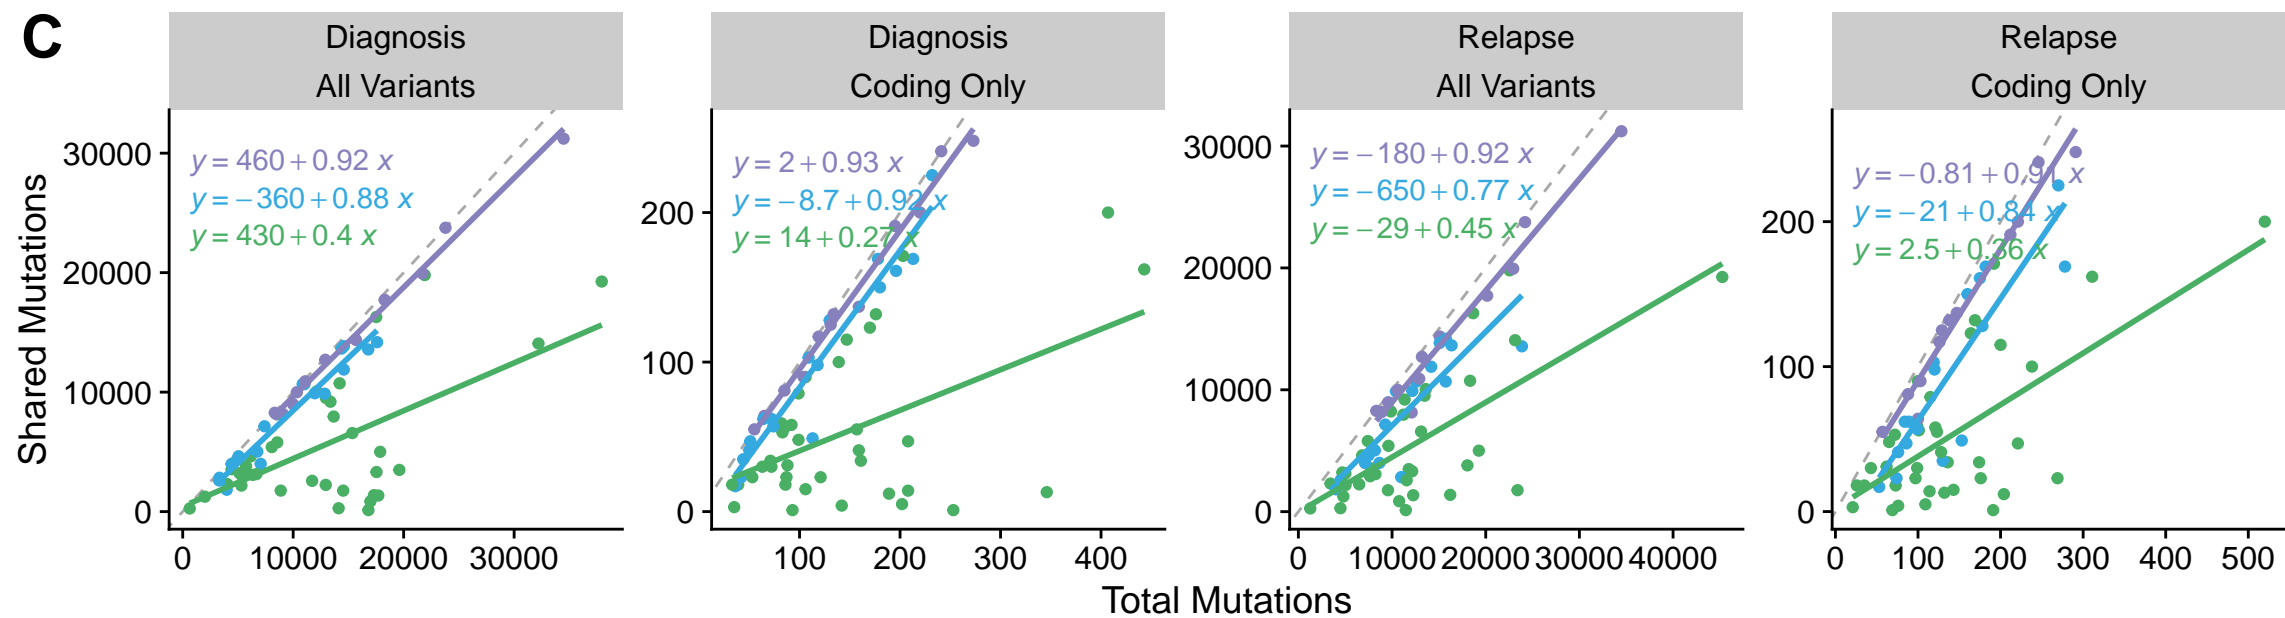 C
Diagnosis
All Variants
Diagnosis
Coding Only
Relapse
All Variants
Relapse
Coding Only
Shared Mutations
30000
20000
10000
0
y = 460 + 0.92 x
y = −360 + 0.88 x
y = 430 + 0.4 x
0 10000 20000 30000
200
100
0
y = 2 + 0.93 x
y = −8.7 + 0.92 x
y = 14 + 0.27 x
100 200 300 400
30000
20000
10000
0
y = −180 + 0.92 x
y = −650 + 0.77 x
y = −29 + 0.45 x
0 10000 20000 30000 40000
200
100
0
y = −0.81 + 0.91 x
y = −21 + 0.84 x
y = 2.5 + 0.36 x
0 100 200 300 400 500
Total Mutations